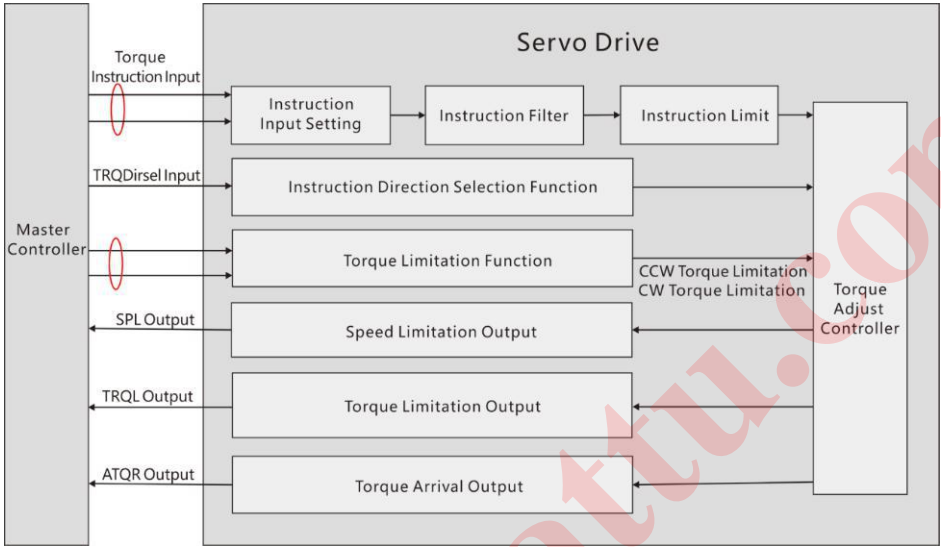 Servo Drive
Torque
Instruction Input
Instruction
Input Setting
Instruction Filter
Instruction Limit
TRQDirsel Input
Instruction Direction Selection Function
Master
Controller
Torque Limitation Function
CCW Torque Limitation
CW Torque Limitation
Torque
Adjust
Controller
SPL Output
Speed Limitation Output
TRQL Output
Torque Limitation Output
ATQR Output
Torque Arrival Output
attu.com